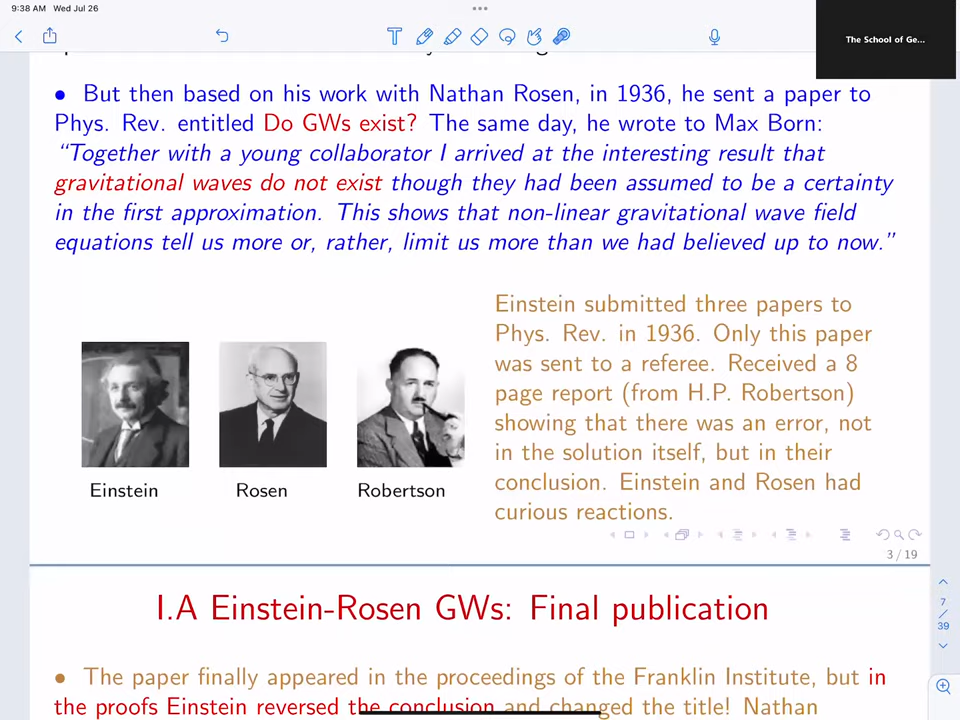 9:38 AM Wed Jul 26
The School of Ge...
• But then based on his work with Nathan Rosen, in 1936, he sent a paper to
Phys. Rev. entitled Do GWs exist? The same day, he wrote to Max Born:
“Together with a young collaborator I arrived at the interesting result that
gravitational waves do not exist though they had been assumed to be a certainty
in the first approximation. This shows that non-linear gravitational wave field
equations tell us more or, rather, limit us more than we had believed up to now.”
Einstein submitted three papers to
Phys. Rev. in 1936. Only this paper
was sent to a referee. Received a 8
page report (from H.P. Robertson)
showing that there was an error, not
in the solution itself, but in their
conclusion. Einstein and Rosen had
curious reactions.
Einstein
Rosen
Robertson
3 / 19
7
/
39
I.A Einstein-Rosen GWs: Final publication
• The paper finally appeared in the proceedings of the Franklin Institute, but in
the proofs Einstein reversed the conclusion and changed the title! Nathan